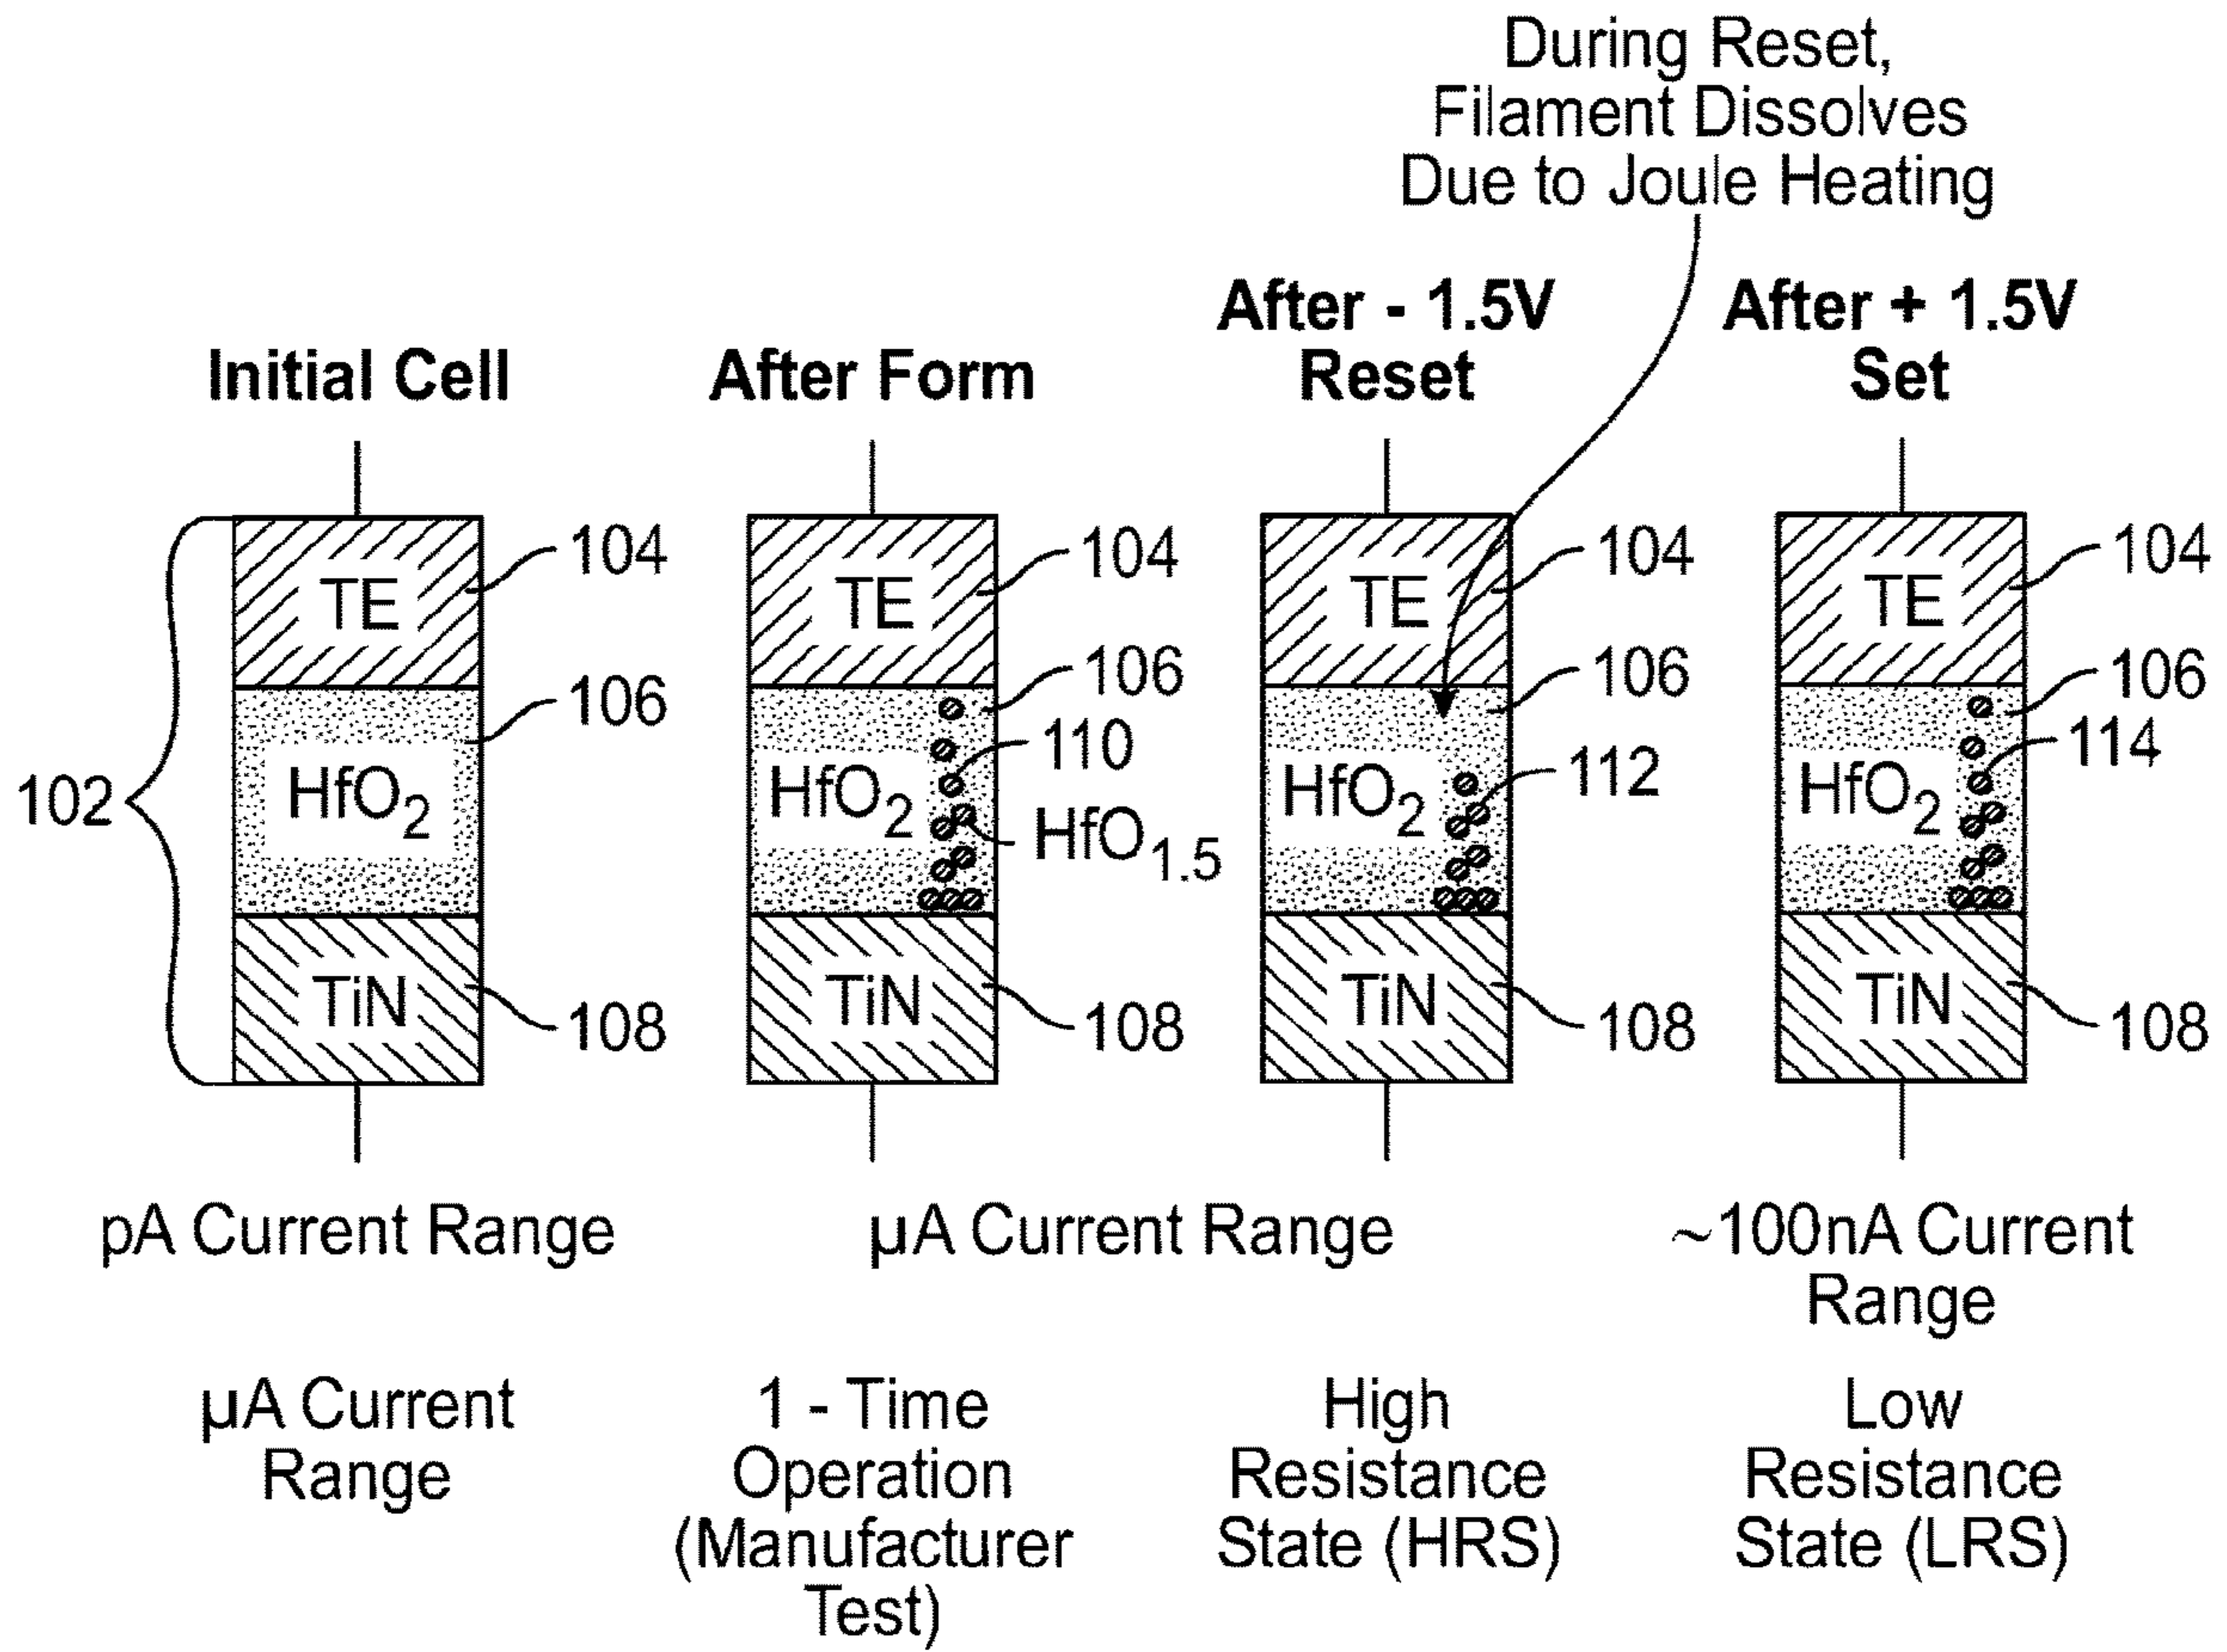 During Reset,
Filament Dissolves
Due to Joule Heating
Initial Cell
After Form
After - 1.5V
Reset
After + 1.5V
Set
102
TE
104
HfO₂
106
TiN
108
TE
104
HfO₂
106
110
HfO₁.₅
TiN
108
TE
104
HfO₂
106
112
TiN
108
TE
104
HfO₂
106
114
TiN
108
pA Current Range
µA Current Range
~100nA Current
Range
µA Current
Range
1 - Time
Operation
(Manufacturer
Test)
High
Resistance
State (HRS)
Low
Resistance
State (LRS)